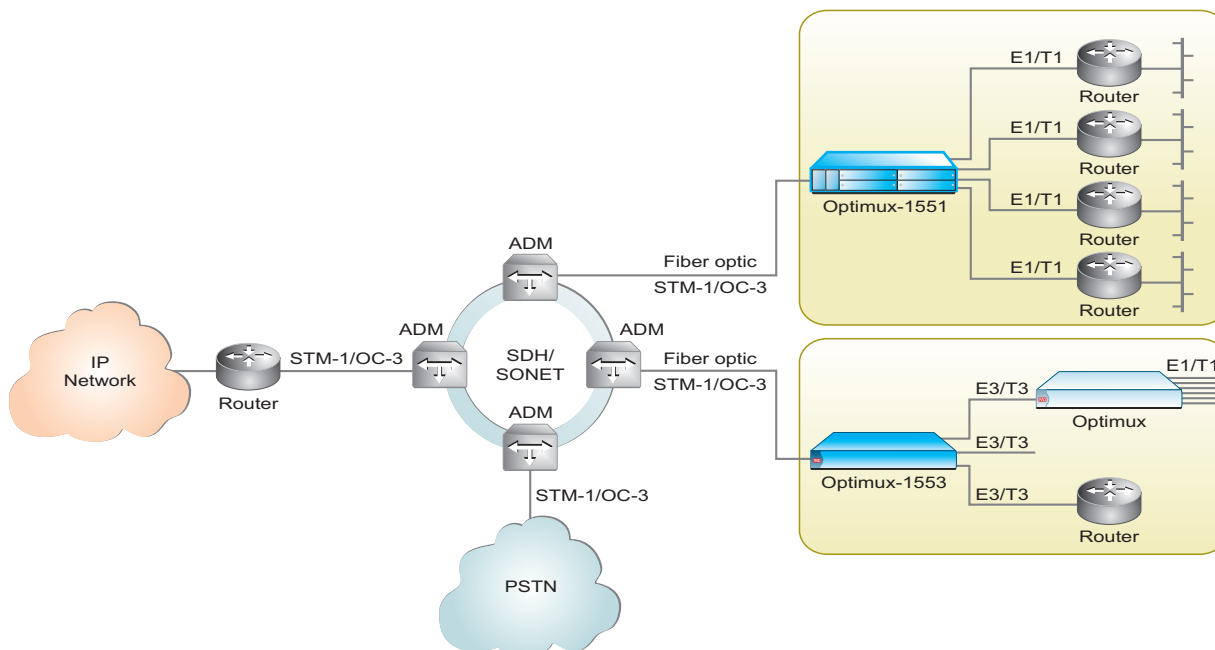 E1/T1
Router
E1/T1
Router
E1/T1
Router
E1/T1
Router
Optimux-1551
ADM
Fiber optic
STM-1/OC-3
ADM
SDH/
SONET
ADM
Fiber optic
STM-1/OC-3
IP
Network
Router
STM-1/OC-3
ADM
STM-1/OC-3
PSTN
E1/T1
E3/T3
Optimux
E3/T3
Optimux-1553
E3/T3
Router